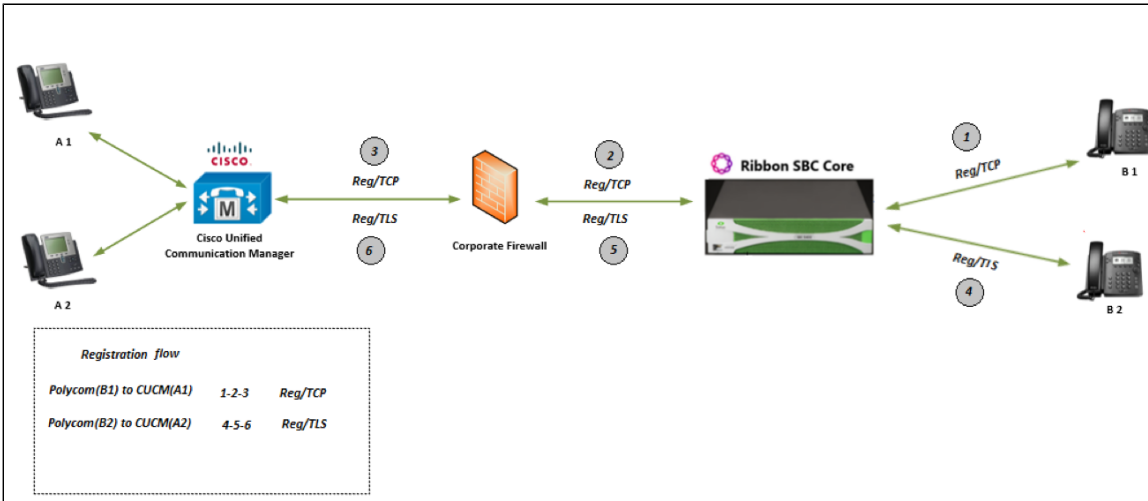 A 1
CISCO
M
Cisco Unified
Communication Manager
A 2
3
Reg/TCP
Reg/TLS
6
Corporate Firewall
2
Reg/TCP
Reg/TLS
5
Ribbon SBC Core
1
Reg/TCP
B 1
Reg/TLS
4
B 2
Registration flow
Polycom(B1) to CUCM(A1) 1-2-3 Reg/TCP
Polycom(B2) to CUCM(A2) 4-5-6 Reg/TLS